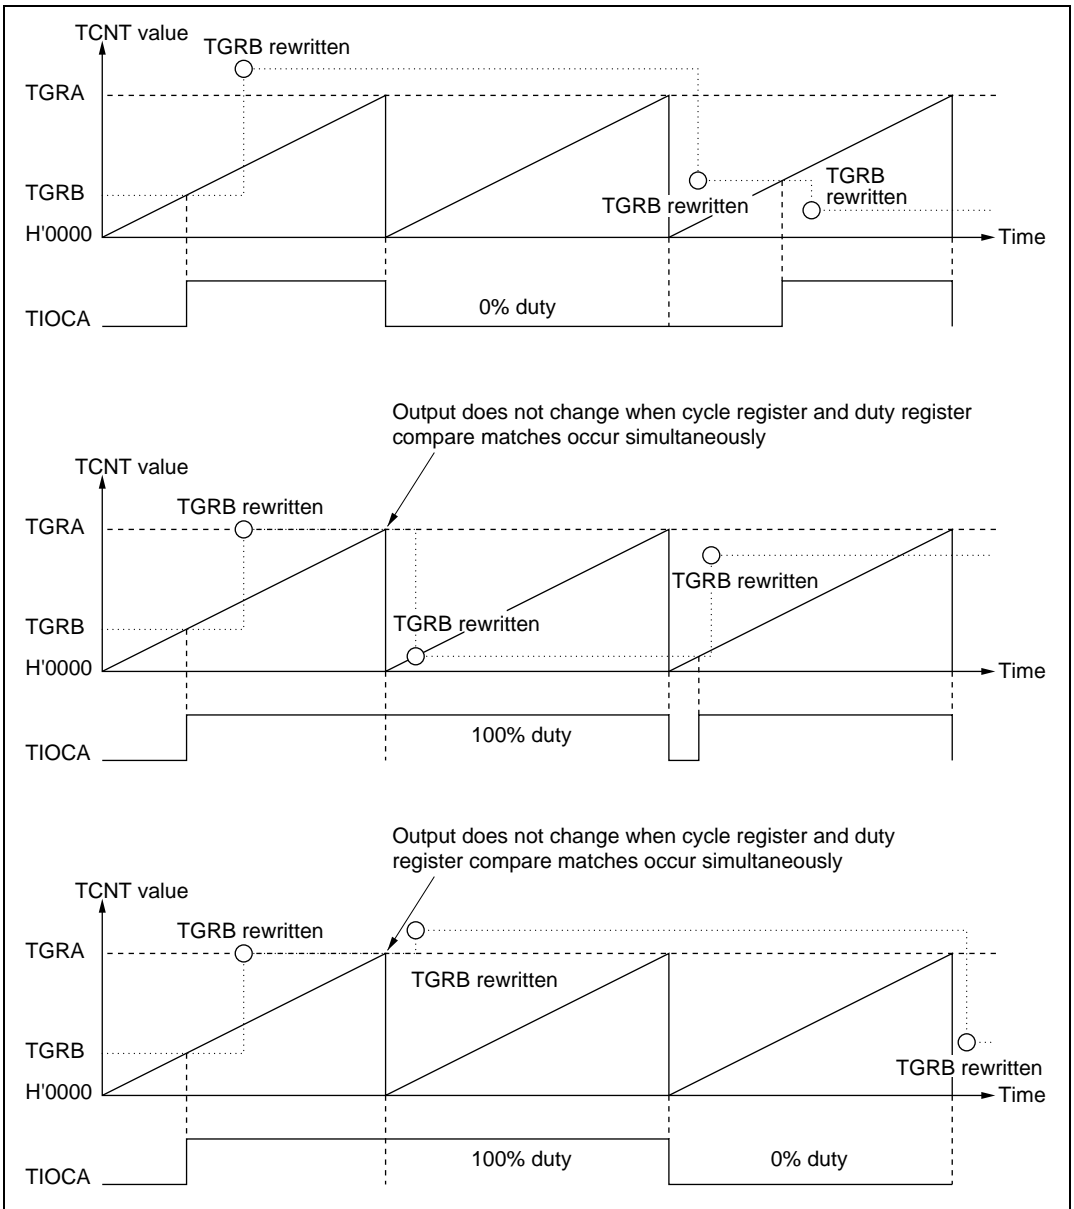 TCNT value
TGRB rewritten
TGRA
TGRB
TGRB
rewritten
TGRB rewritten
H'0000
Time
0% duty
TIOCA
Output does not change when cycle register and duty register
compare matches occur simultaneously
TCNT value
TGRB rewritten
TGRA
TGRB rewritten
TGRB
TGRB rewritten
H'0000
Time
100% duty
TIOCA
Output does not change when cycle register and duty
register compare matches occur simultaneously
TCNT value
TGRB rewritten
TGRA
TGRB rewritten
TGRB
TGRB rewritten
H'0000
Time
100% duty
0% duty
TIOCA